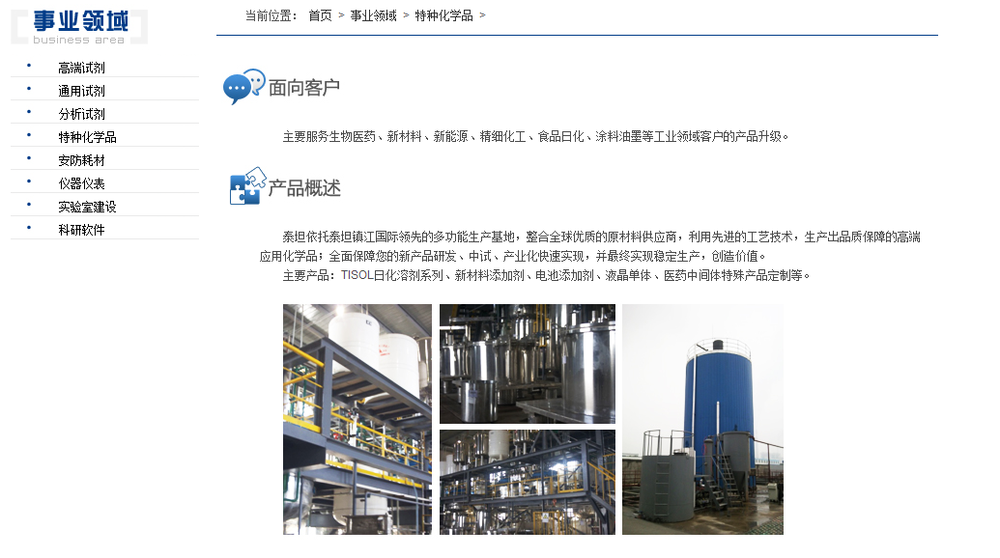 事业领域
business area
当前位置： 首页 > 事业领域 > 特种化学品 >
高端试剂
通用试剂
分析试剂
特种化学品
安防耗材
仪器仪表
实验室建设
科研软件
面向客户
主要服务生物医药、新材料、新能源、精细化工、食品日化、涂料油墨等工业领域客户的产品升级。
产品概述
泰坦依托泰坦镇江国际领先的多功能生产基地，整合全球优质的原材料供应商，利用先进的工艺技术，生产出品质保障的高端
应用化学品；全面保障您的新产品研发、中试、产业化快速实现，并最终实现稳定生产，创造价值。
主要产品：TISOL日化溶剂系列、新材料添加剂、电池添加剂、液晶单体、医药中间体特殊产品定制等。